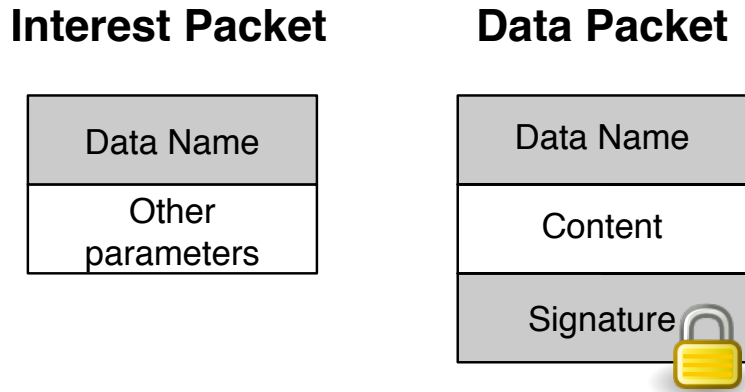 Interest Packet
Data Name
Other
parameters
Data Packet
Data Name
Content
Signature